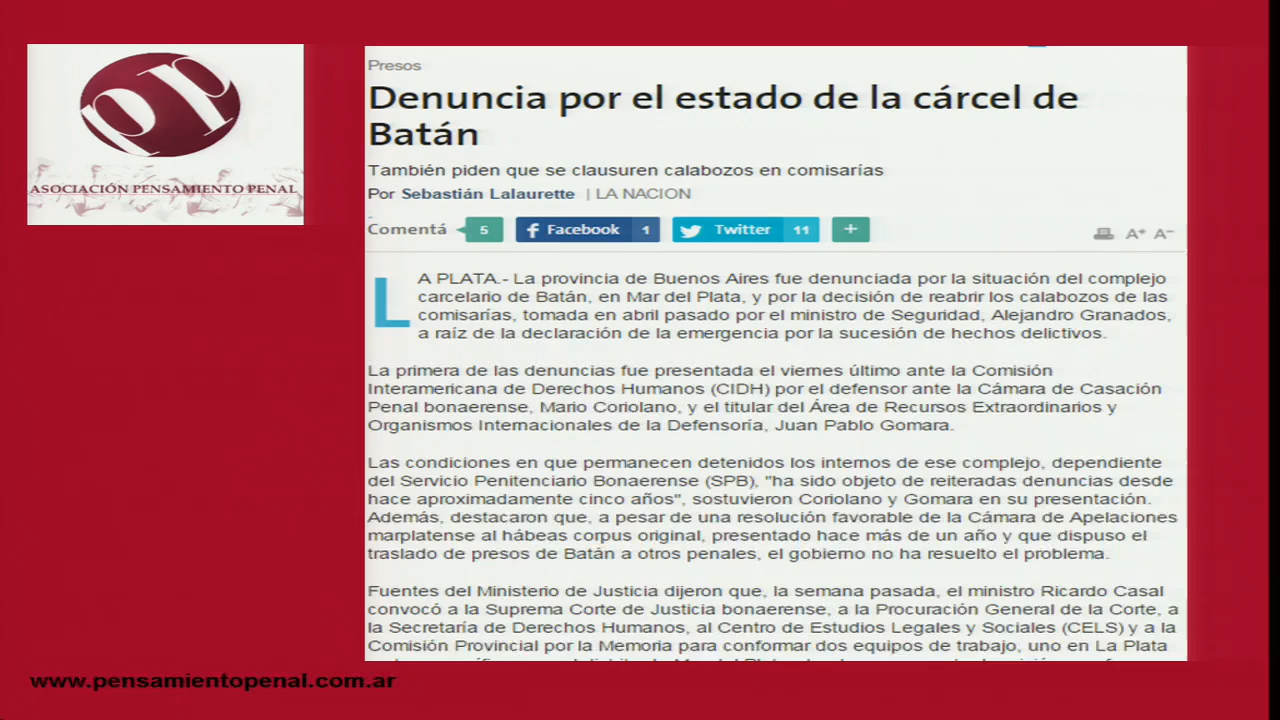 pp
ASOCIACIÓN PENSAMIENTO PENAL
Presos
Denuncia por el estado de la cárcel de
Batán
También piden que se clausuren calabozos en comisarías
Por Sebastián Lalaurette | LA NACION
Comentá 5 Facebook 1 Twitter 11 +
A+ A-
LA PLATA.- La provincia de Buenos Aires fue denunciada por la situación del complejo
carcelario de Batán, en Mar del Plata, y por la decisión de reabrir los calabozos de las
comisarías, tomada en abril pasado por el ministro de Seguridad, Alejandro Granados,
a raíz de la declaración de la emergencia por la sucesión de hechos delictivos.
La primera de las denuncias fue presentada el viernes último ante la Comisión
Interamericana de Derechos Humanos (CIDH) por el defensor ante la Cámara de Casación
Penal bonaerense, Mario Coriolano, y el titular del Área de Recursos Extraordinarios y
Organismos Internacionales de la Defensoría, Juan Pablo Gomara.
Las condiciones en que permanecen detenidos los internos de ese complejo, dependiente
del Servicio Penitenciario Bonaerense (SPB), "ha sido objeto de reiteradas denuncias desde
hace aproximadamente cinco años", sostuvieron Coriolano y Gomara en su presentación.
Además, destacaron que, a pesar de una resolución favorable de la Cámara de Apelaciones
marplatense al hábeas corpus original, presentado hace más de un año y que dispuso el
traslado de presos de Batán a otros penales, el gobierno no ha resuelto el problema.
Fuentes del Ministerio de Justicia dijeron que, la semana pasada, el ministro Ricardo Casal
convocó a la Suprema Corte de Justicia bonaerense, a la Procuración General de la Corte, a
la Secretaría de Derechos Humanos, al Centro de Estudios Legales y Sociales (CELS) y a la
Comisión Provincial por la Memoria para conformar dos equipos de trabajo, uno en La Plata
www.pensamientopenal.com.ar